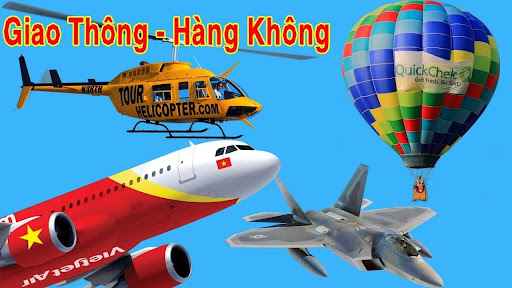 Giao Thông - Hàng Không
TOUR
HELICOPTER.com
QuickChek
VietjetAir